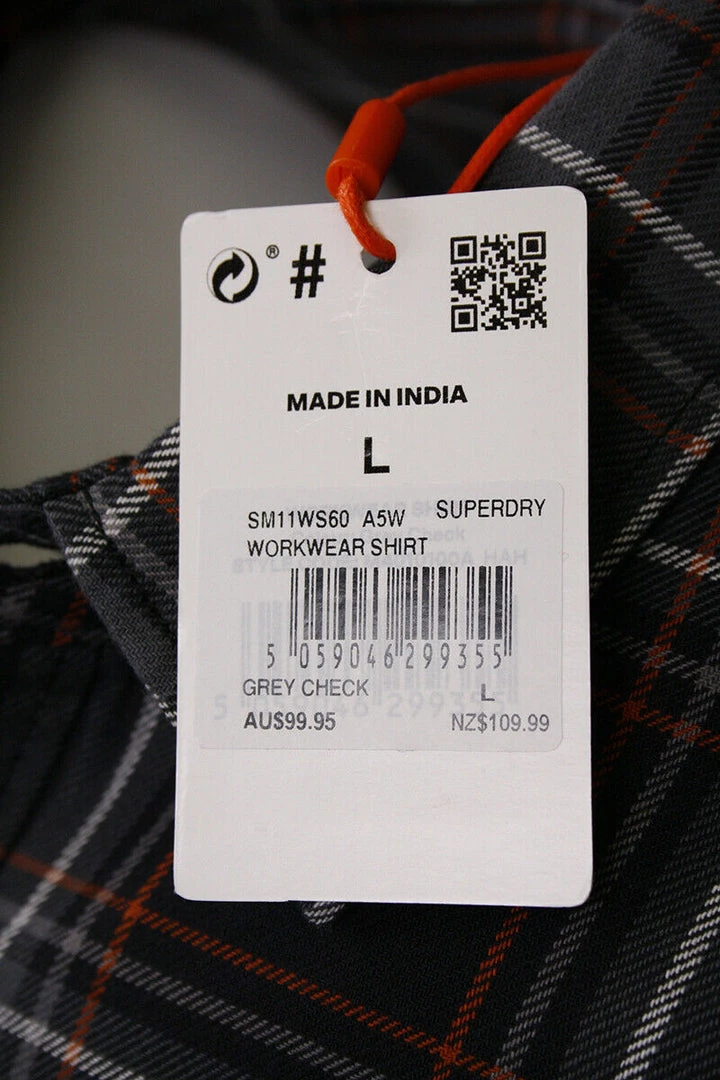 ® #
MADE IN INDIA
L
SM11WS60 A5W SUPERDRY
WORKWEAR SHIRT
5 059046 299355
GREY CHECK L
AU$99.95 NZ$109.99